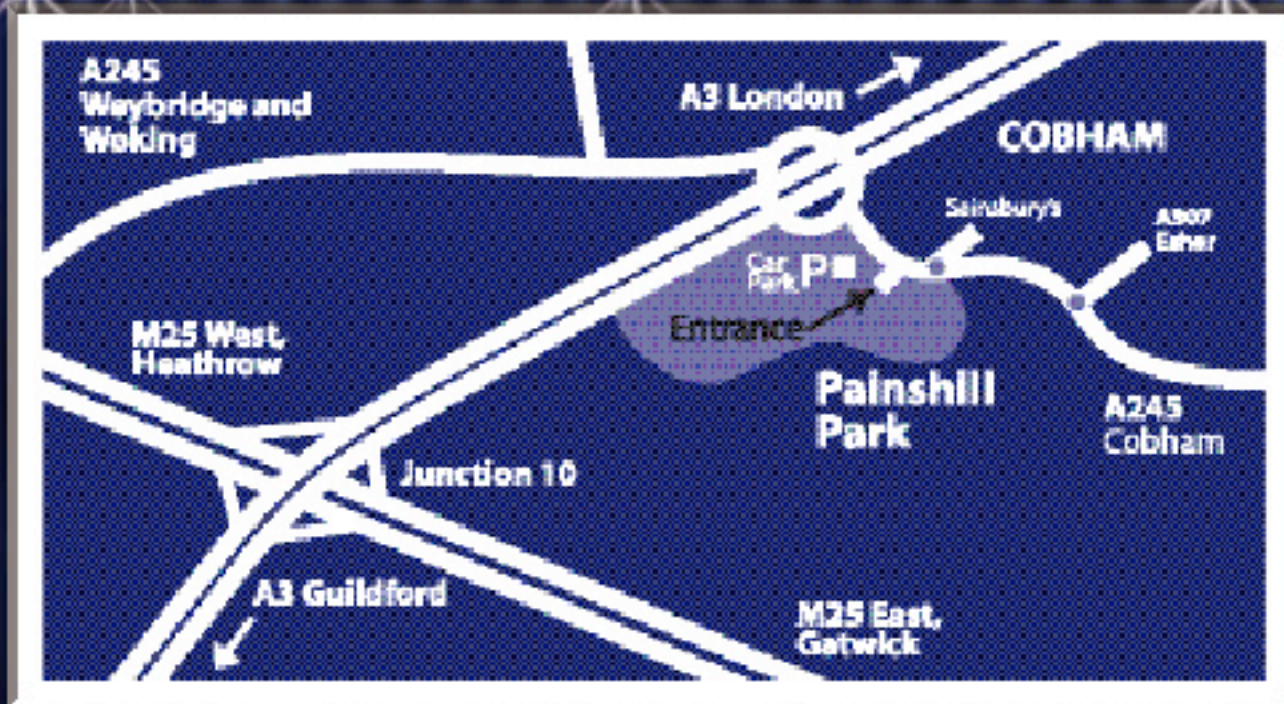 A245
Weybridge and
Woking
A3 London
COBHAM
Sainsbury's
A307
Esher
Car
Park
P
Entrance
M25 West,
Heathrow
Painshill
Park
A245
Cobham
Junction 10
A3 Guildford
M25 East,
Gatwick